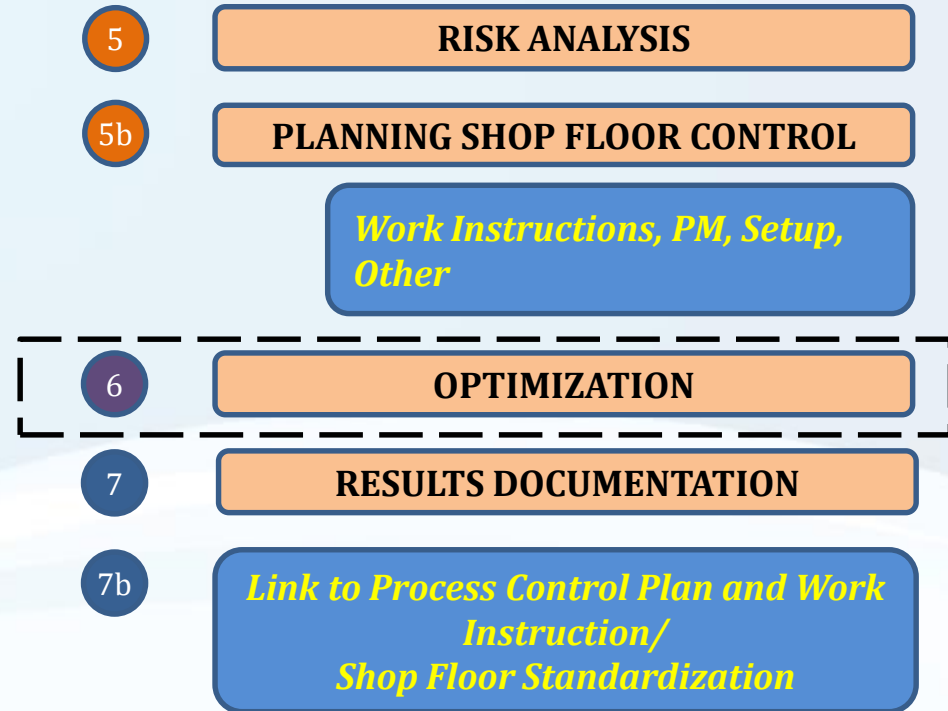 5
RISK ANALYSIS
5b
PLANNING SHOP FLOOR CONTROL
Work Instructions, PM, Setup,
Other
6
OPTIMIZATION
7
RESULTS DOCUMENTATION
7b
Link to Process Control Plan and Work
Instruction/
Shop Floor Standardization